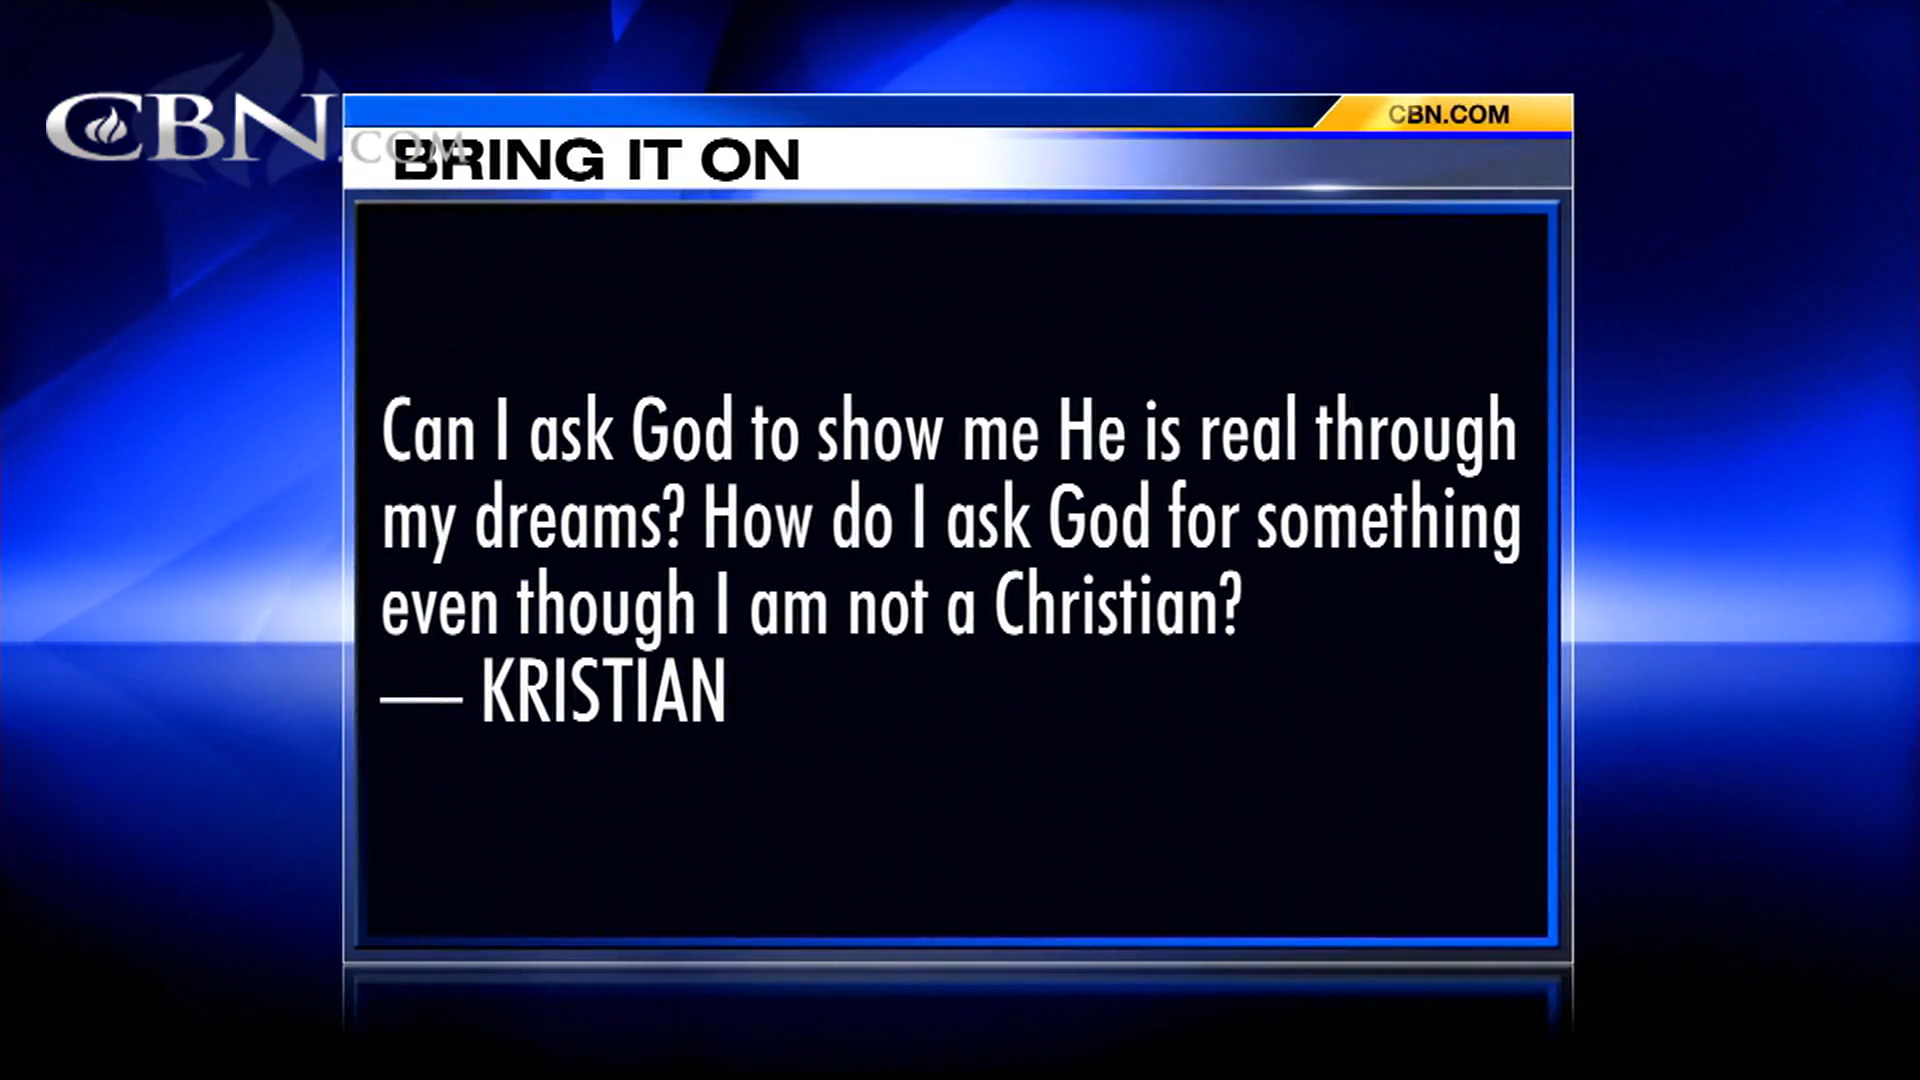 CBN.COM
CBN.COM
BRING IT ON
Can I ask God to show me He is real through
my dreams? How do I ask God for something
even though I am not a Christian?
— KRISTIAN